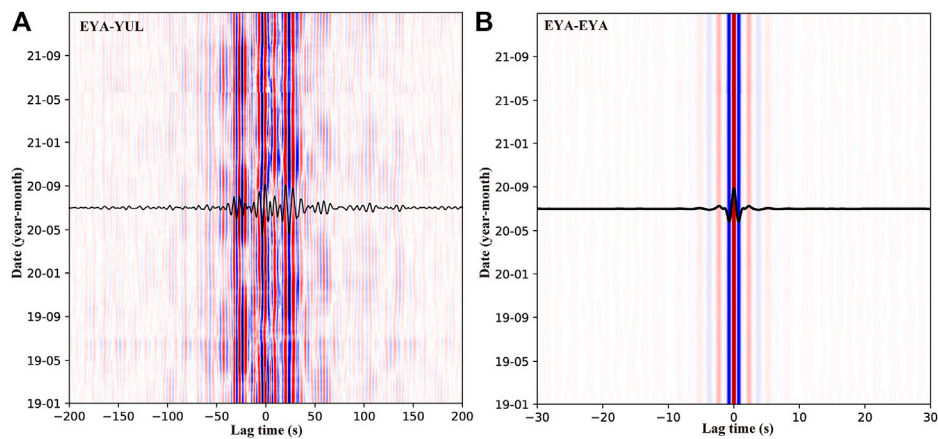 A
EYA-YUL
Date (year-month)
21-09
21-05
21-01
20-09
20-05
20-01
19-09
19-05
19-01
−200 −150 −100 −50 0 50 100 150 200
Lag time (s)
B
EYA-EYA
Date (year-month)
21-09
21-05
21-01
20-09
20-05
20-01
19-09
19-05
19-01
−30 −20 −10 0 10 20 30
Lag time (s)